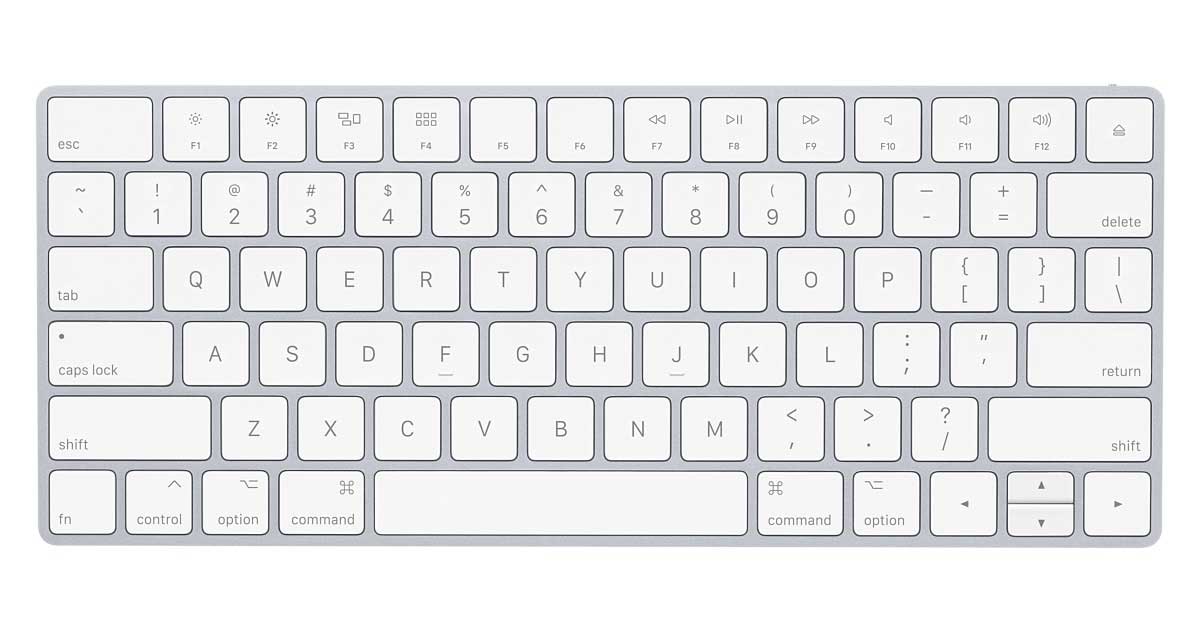 esc F1 F2 F3 F4 F5 F6 F7 F8 F9 F10 F11 F12
~ ! @ # $ % ^ & * ( ) — +
` 1 2 3 4 5 6 7 8 9 0 - = delete
tab Q W E R T Y U I O P { } |
[ ] \
caps lock A S D F G H J K L : " return
; '
shift Z X C V B N M < > ? shift
, . /
fn control option command command option